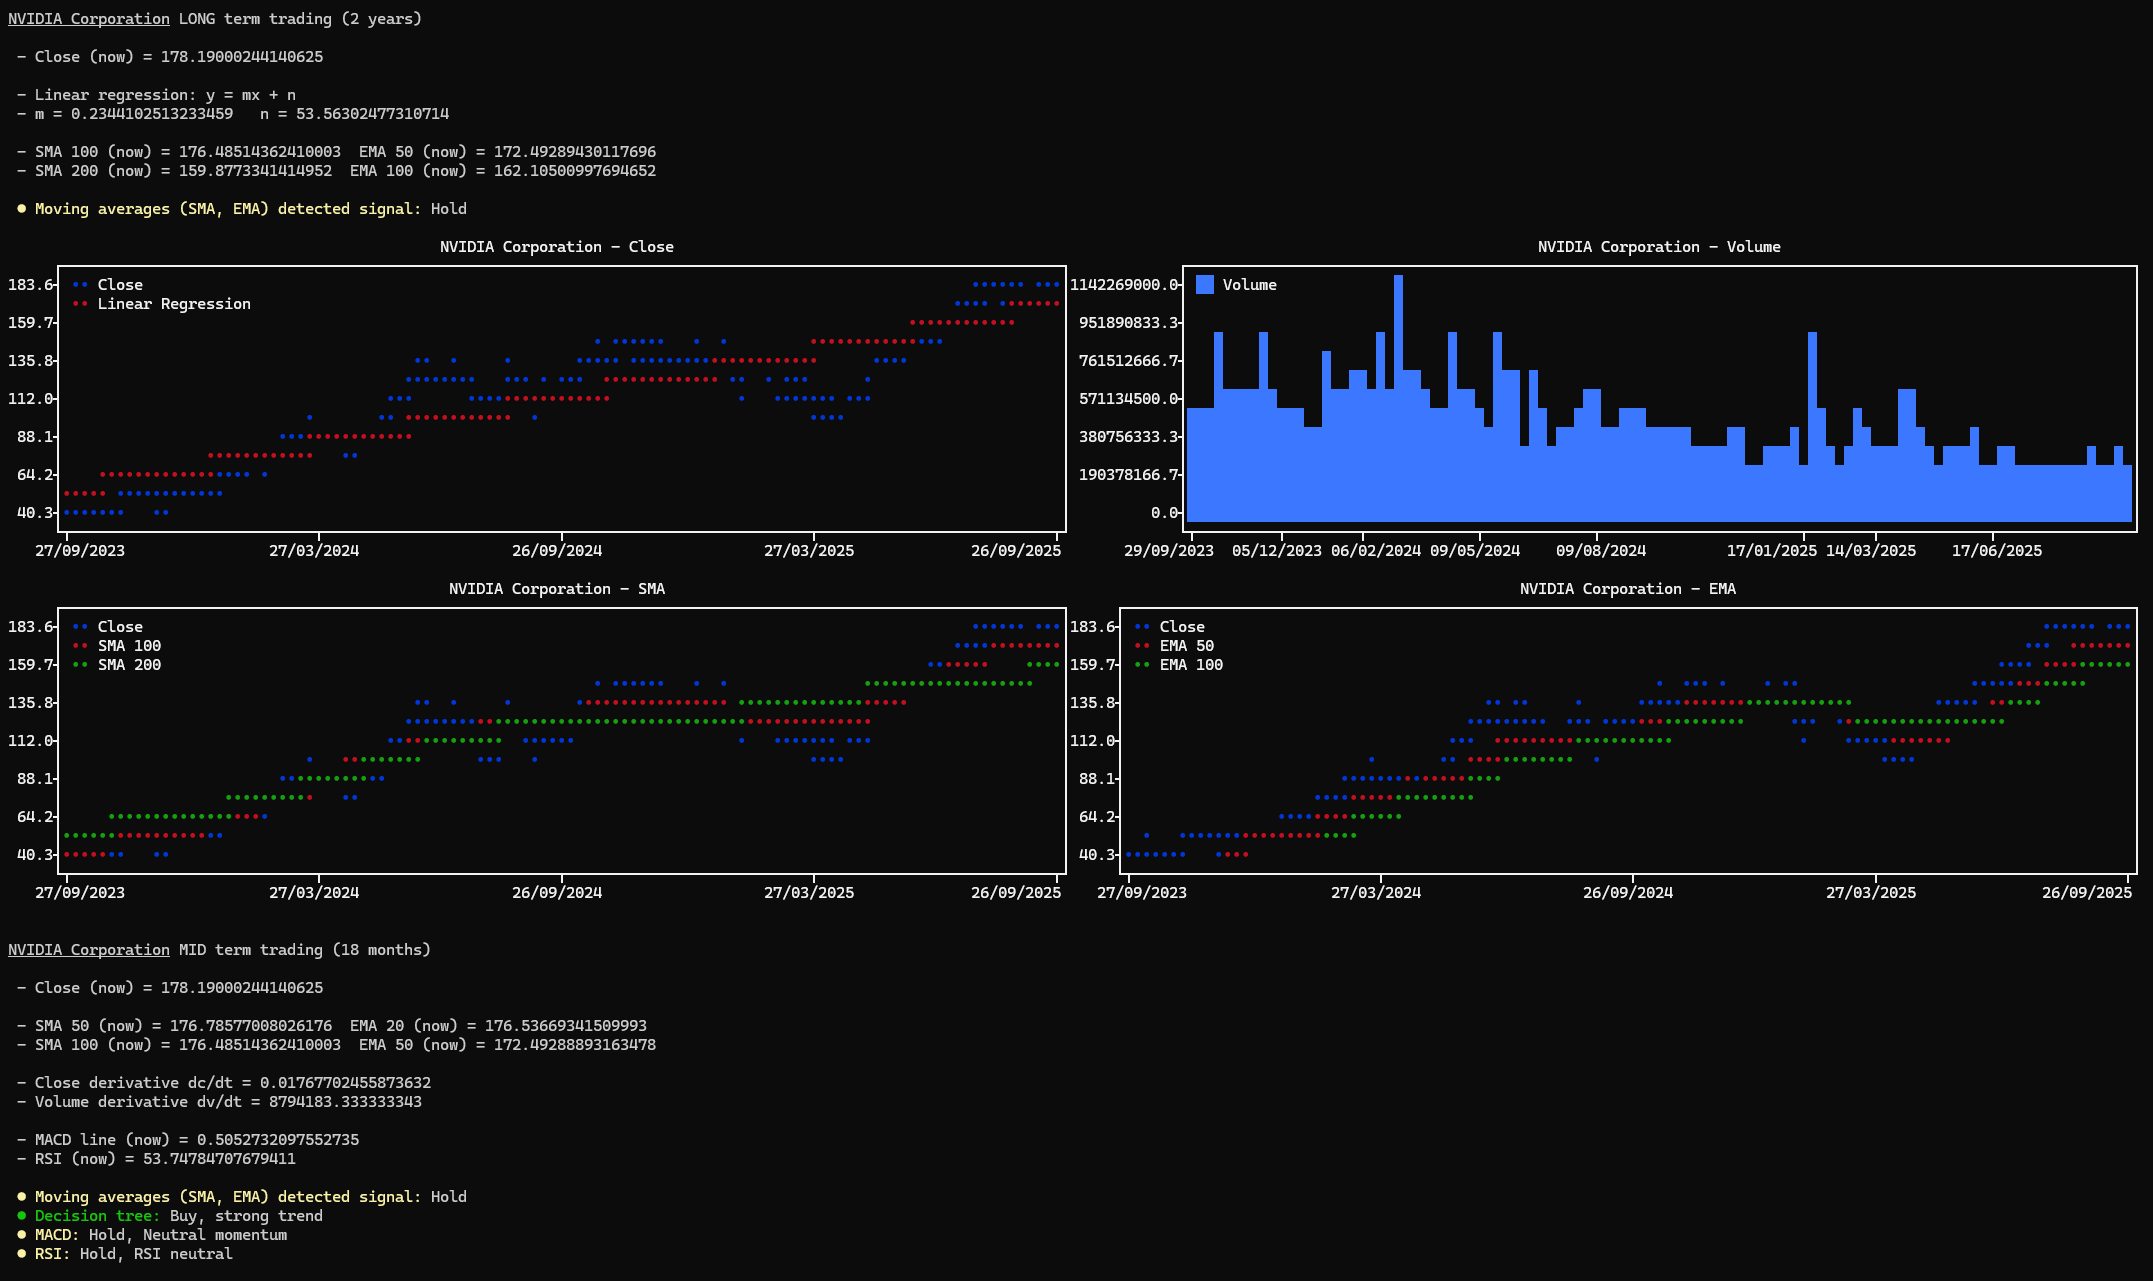 NVIDIA Corporation LONG term trading (2 years)
- Close (now) = 178.19000244140625
- Linear regression: y = mx + n
- m = 0.2344102513233459   n = 53.56302477310714
- SMA 100 (now) = 176.48514362410003  EMA 50 (now) = 172.49289430117696
- SMA 200 (now) = 159.8773341414952  EMA 100 (now) = 162.10500997694652
● Moving averages (SMA, EMA) detected signal: Hold
NVIDIA Corporation - Close
183.6
159.7
135.8
112.0
88.1
64.2
40.3
Close
Linear Regression
27/09/2023 27/03/2024 26/09/2024 27/03/2025 26/09/2025
NVIDIA Corporation - Volume
1142269000.0
951890833.3
761512666.7
571134500.0
380756333.3
190378166.7
0.0
Volume
29/09/2023 05/12/2023 06/02/2024 09/05/2024 09/08/2024 17/01/2025 14/03/2025 17/06/2025
NVIDIA Corporation - SMA
183.6
159.7
135.8
112.0
88.1
64.2
40.3
Close
SMA 100
SMA 200
27/09/2023 27/03/2024 26/09/2024 27/03/2025 26/09/2025
NVIDIA Corporation - EMA
183.6
159.7
135.8
112.0
88.1
64.2
40.3
Close
EMA 50
EMA 100
27/09/2023 27/03/2024 26/09/2024 27/03/2025 26/09/2025
NVIDIA Corporation MID term trading (18 months)
- Close (now) = 178.19000244140625
- SMA 50 (now) = 176.78577008026176  EMA 20 (now) = 176.53669341509993
- SMA 100 (now) = 176.48514362410003  EMA 50 (now) = 172.49288893163478
- Close derivative dc/dt = 0.01767702455873632
- Volume derivative dv/dt = 8794183.333333343
- MACD line (now) = 0.5052732097552735
- RSI (now) = 53.74784707679411
● Moving averages (SMA, EMA) detected signal: Hold
● Decision tree: Buy, strong trend
● MACD: Hold, Neutral momentum
● RSI: Hold, RSI neutral